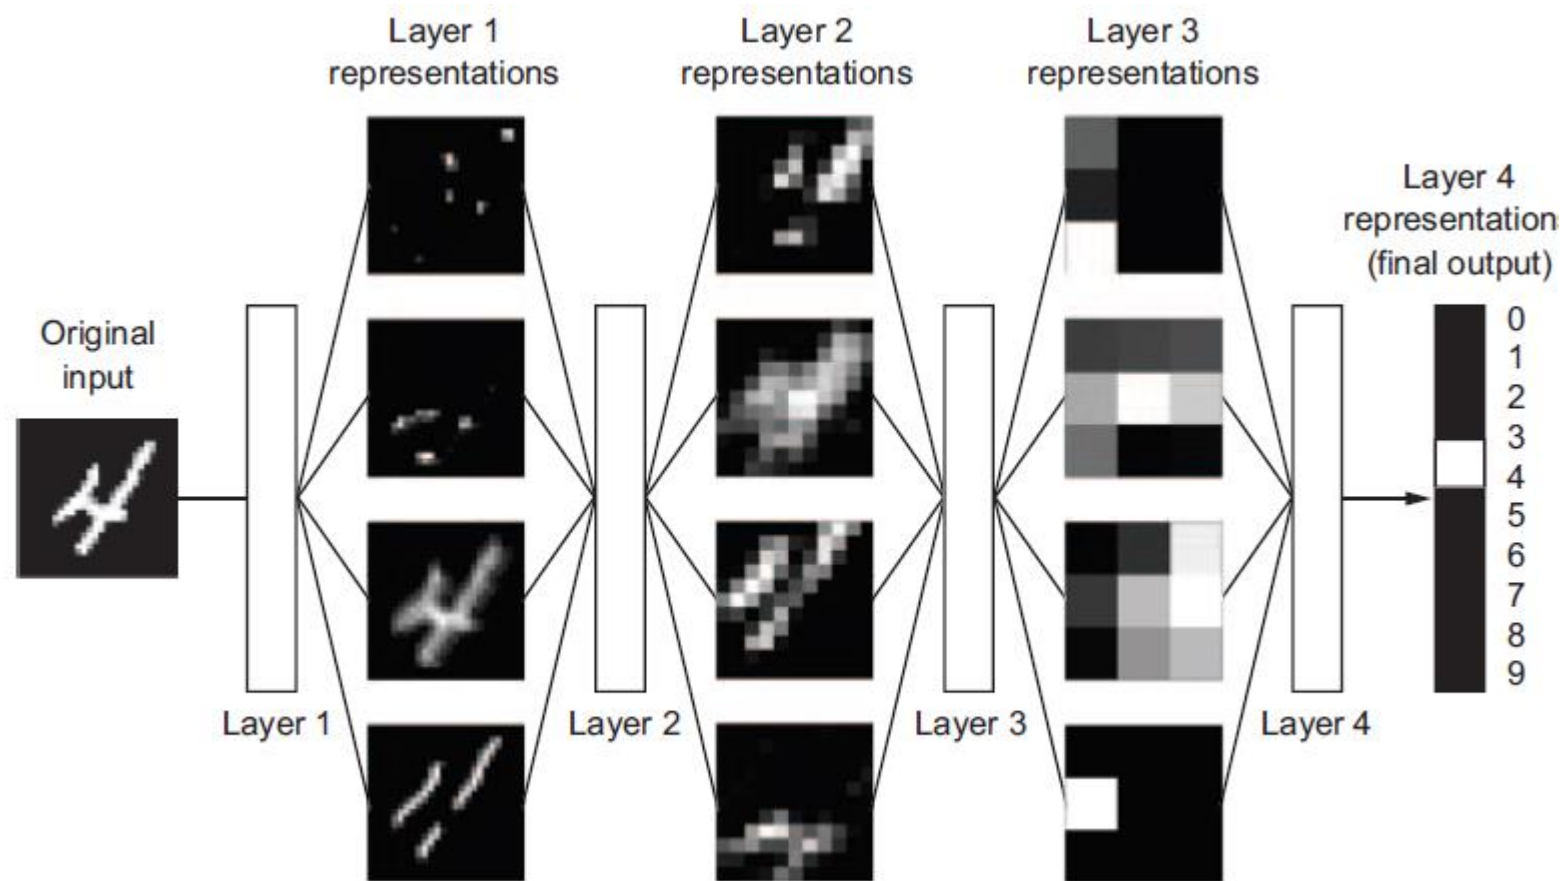 Layer 1
representations
Layer 2
representations
Layer 3
representations
Layer 4
representations
(final output)
Original
input
0
1
2
3
4
5
6
7
8
9
Layer 1
Layer 2
Layer 3
Layer 4